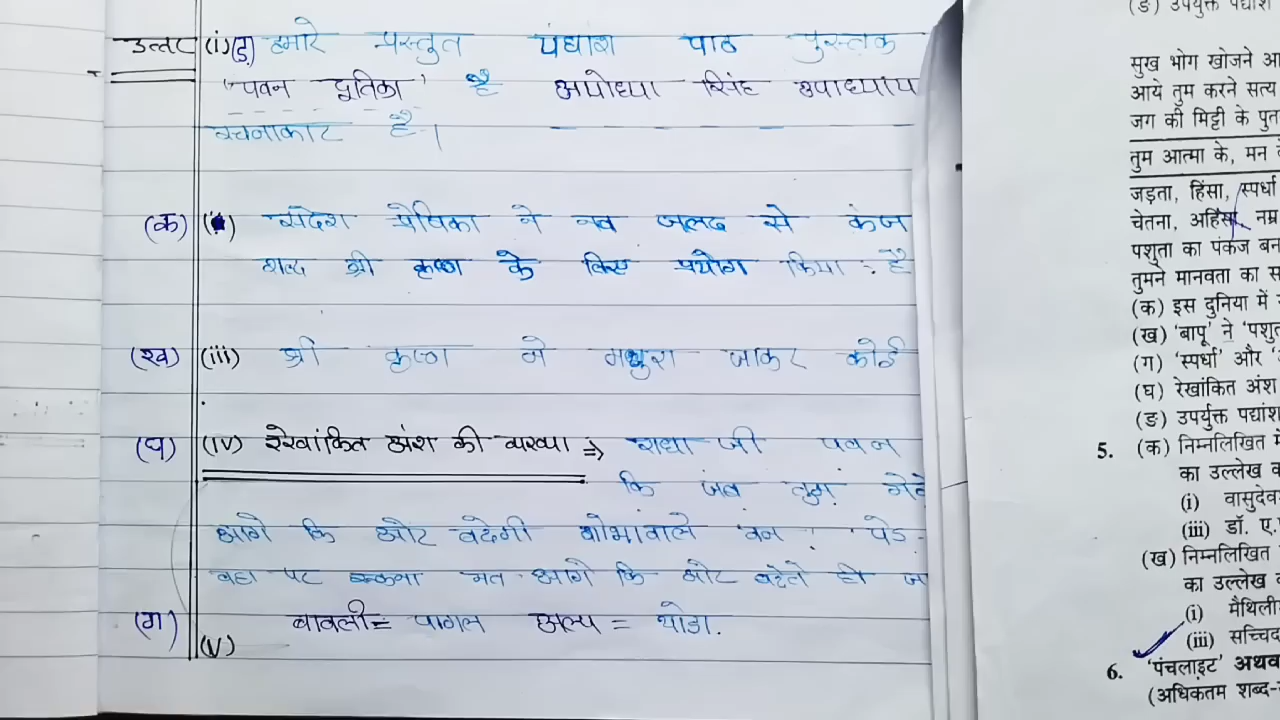 उत्तर (i)(ङ) हमारे प्रस्तुत पंघांश पाठ पुस्तक
"पवन दूतिका" है अयोध्या सिंह उपाध्याय
रचनाकार है।
(क) संदेश प्रेषिका ने नव जलद से कंज
शब्द श्री कृष्ण के लिए प्रयोग किया है
(ख) (iii) श्री कृष्ण ने मथुरा जाकर कोई
(घ) (iv) रेखांकित अंश की व्यख्या ⇒ राधा जी पवन
कि जब तुम मेरे
आगे कि ओर बढेगी शोभावाले वन पेड
वहा पर रूकना मत आगे कि ओर बढते ही
(ग) (v) बावली = पागल अल्प = थोडा.
(ङ) उपर्युक्त पद्यांश
सुख भोग खोजने आ
आये तुम करने सत्य
जग की मिट्टी के पुत
तुम आत्मा के, मन
जड़ता, हिंसा, स्पर्धा
चेतना, अहिंसा, नम्र
पशुता का पंकज बन
तुमने मानवता का स
(क) इस दुनिया में
(ख) 'बापू' ने 'पशु
(ग) 'स्पर्धा' और '
(घ) रेखांकित अंश
(ङ) उपर्युक्त पद्यांश
5. (क) निम्नलिखित में
का उल्लेख क
(i) वासुदेव
(iii) डॉ. ए.
(ख) निम्नलिखित
का उल्लेख क
(i) मैथिली
(iii) सच्चिद
6. 'पंचलाइट' अथव
(अधिकतम शब्द-